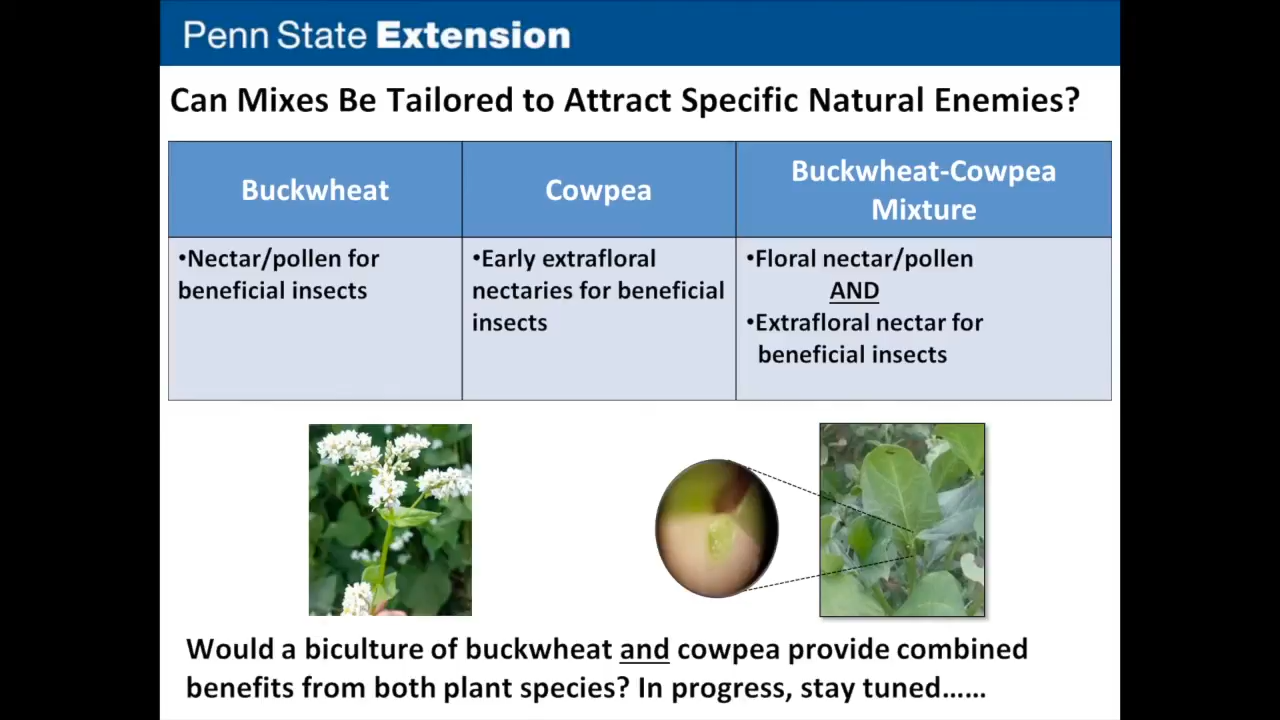 Penn State Extension
Can Mixes Be Tailored to Attract Specific Natural Enemies?
Buckwheat
Cowpea
Buckwheat-Cowpea
Mixture
•Nectar/pollen for
beneficial insects
•Early extrafloral
nectaries for beneficial
insects
•Floral nectar/pollen
AND
•Extrafloral nectar for
beneficial insects
Would a biculture of buckwheat and cowpea provide combined
benefits from both plant species? In progress, stay tuned……